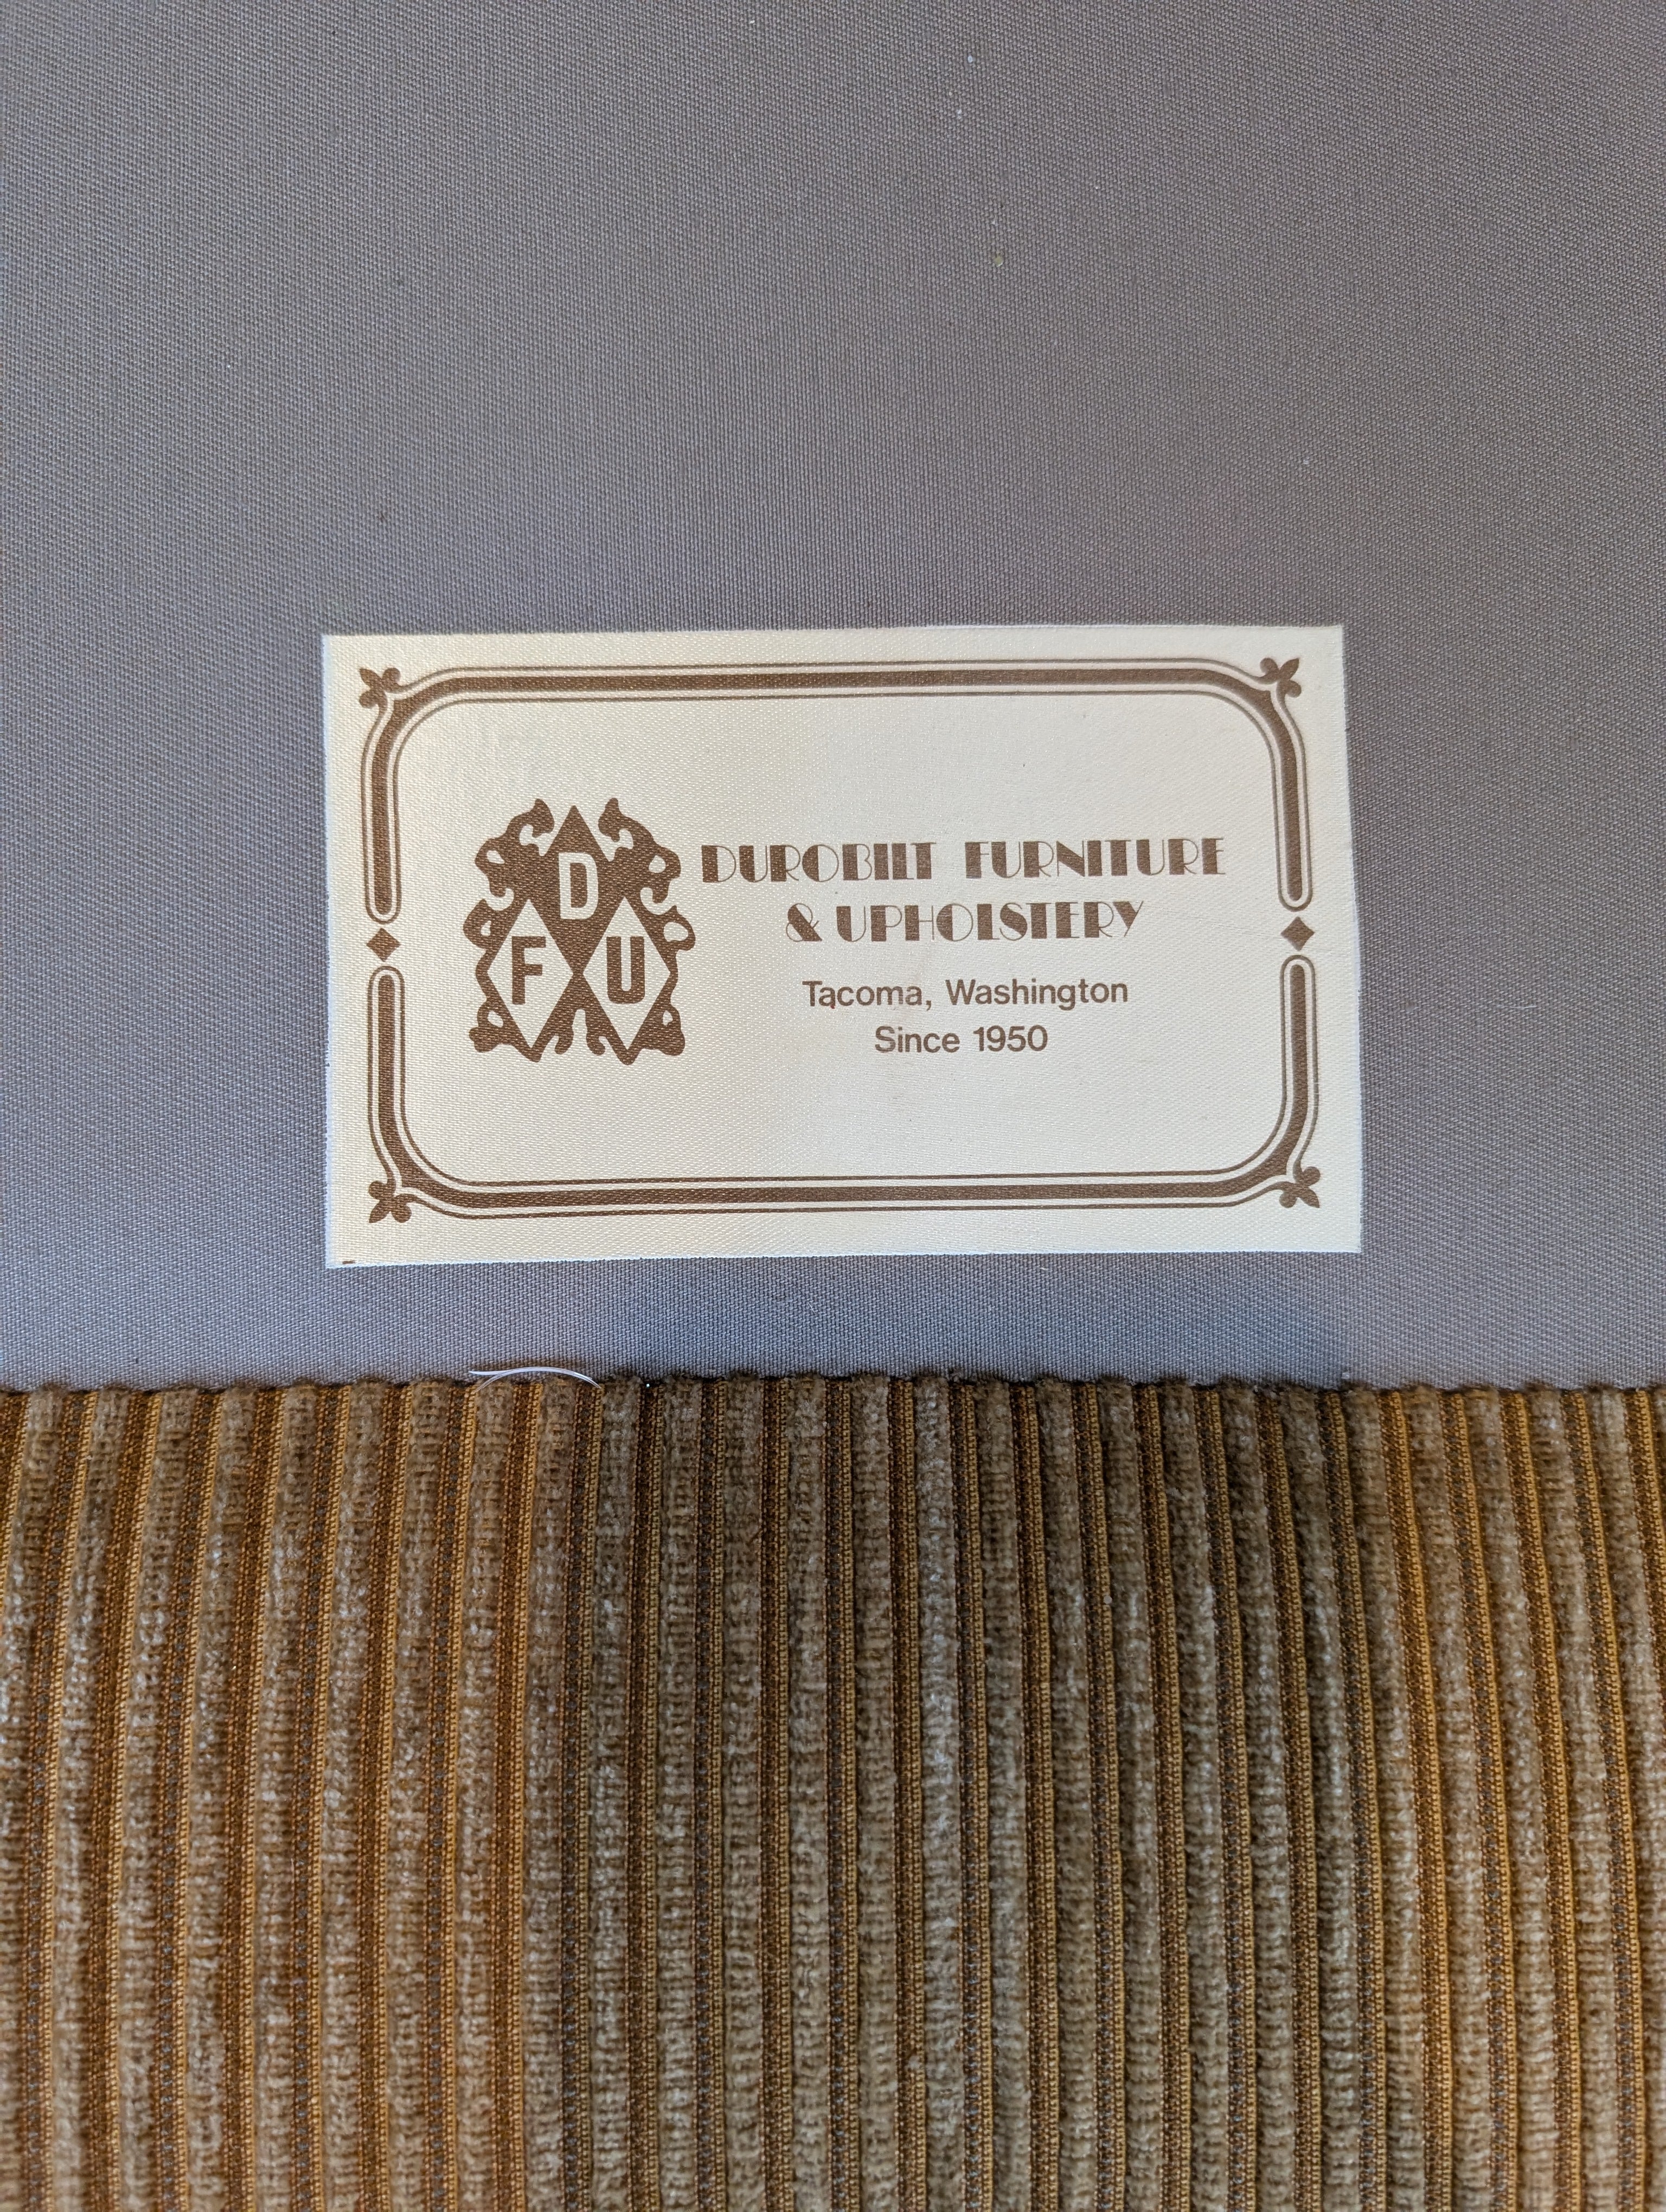 D
F U
DUROBILT FURNITURE
& UPHOLSTERY
Tacoma, Washington
Since 1950